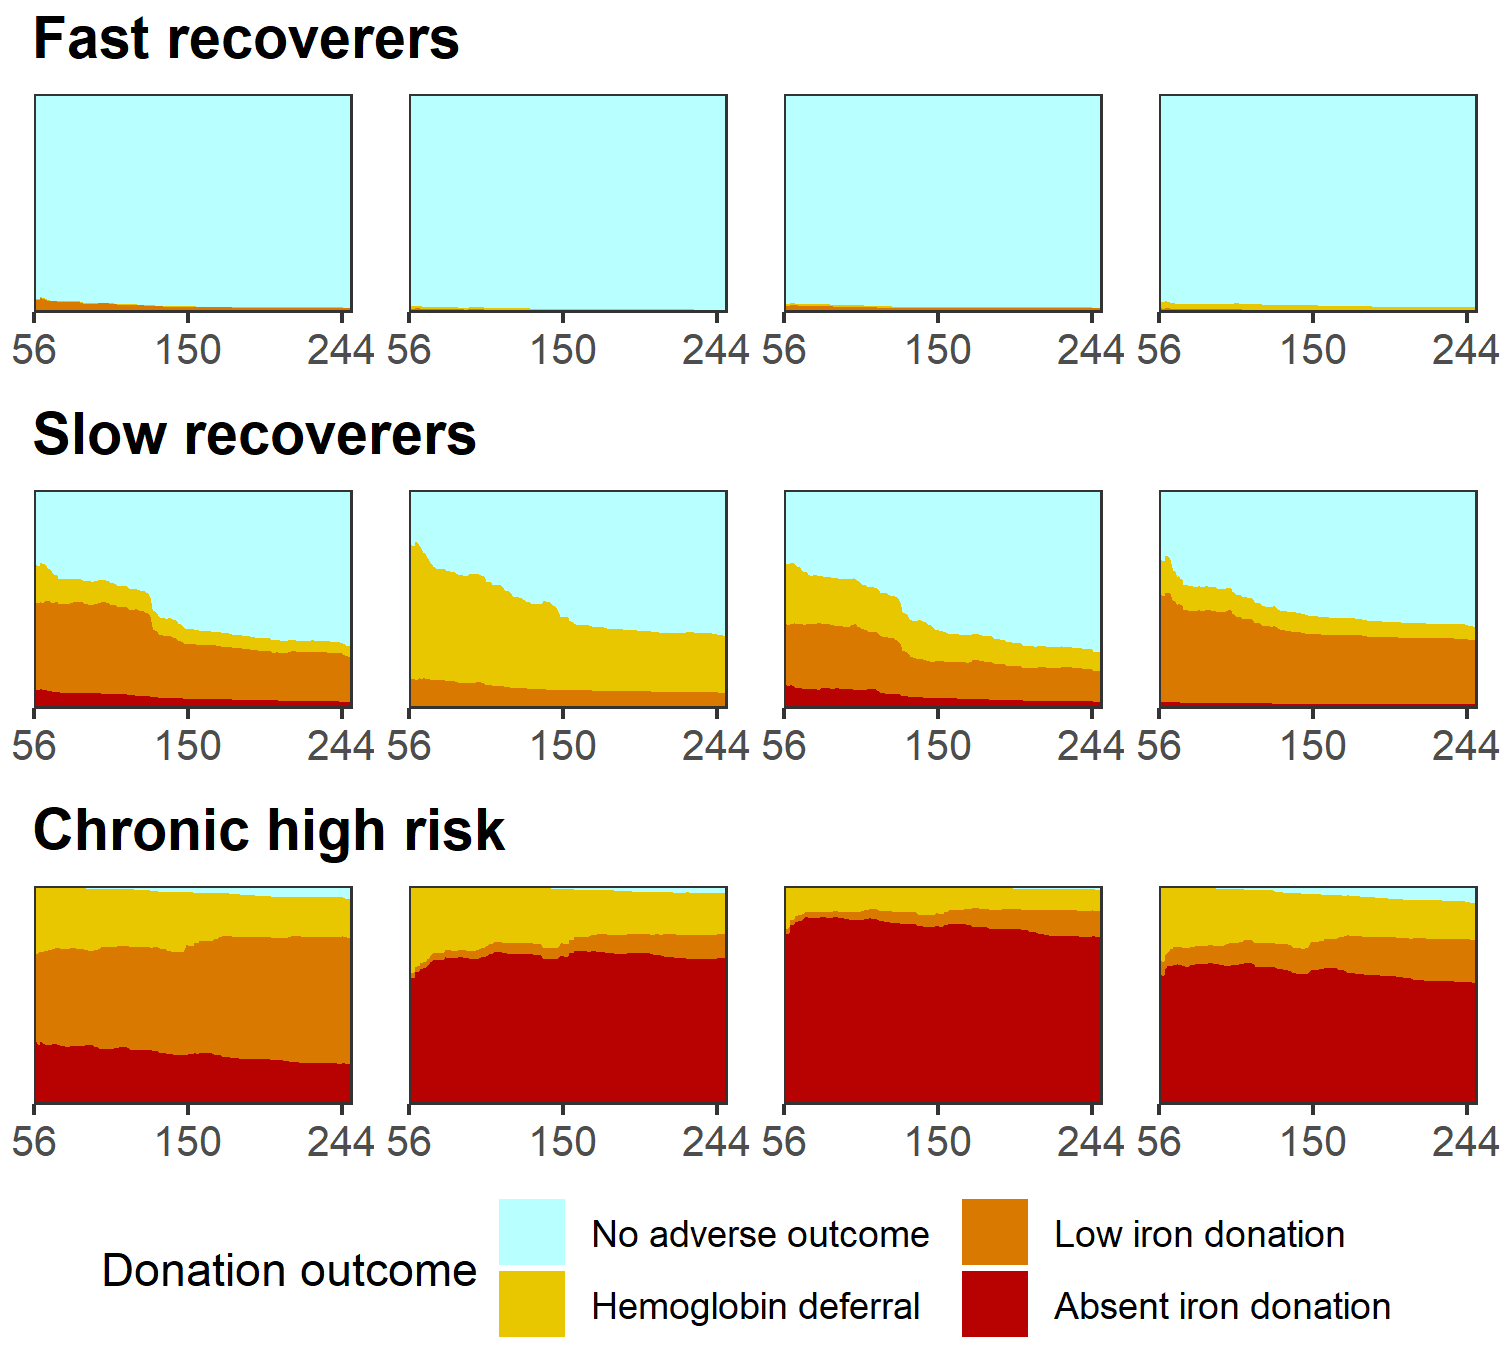 Fast recoverers
56 150 244 56 150 244 56 150 244 56 150 244
Slow recoverers
56 150 244 56 150 244 56 150 244 56 150 244
Chronic high risk
56 150 244 56 150 244 56 150 244 56 150 244
Donation outcome
No adverse outcome
Hemoglobin deferral
Low iron donation
Absent iron donation